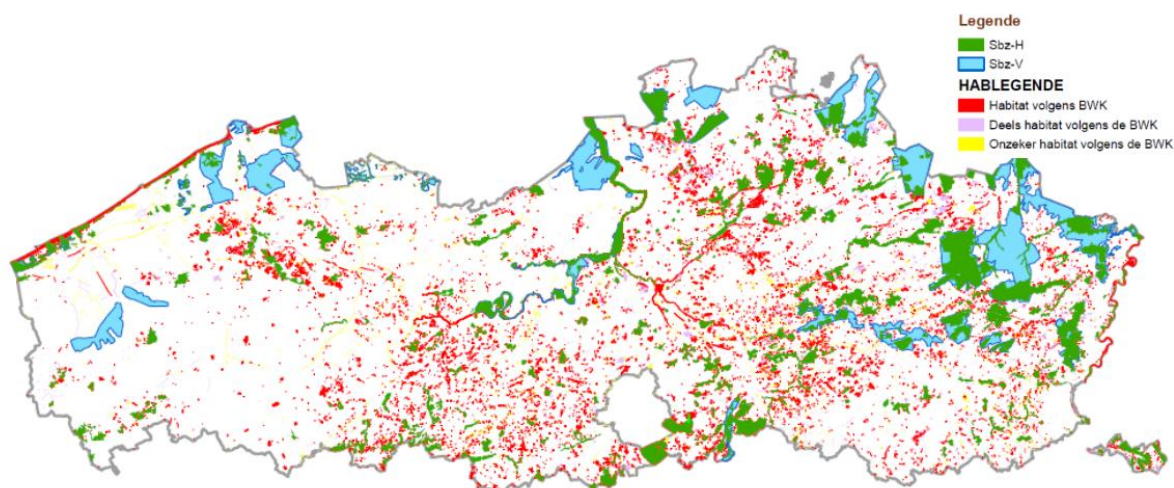 Legende
Sbz-H
Sbz-V
HABLEGENDE
Habitat volgens BWK
Deels habitat volgens de BWK
Onzeker habitat volgens de BWK